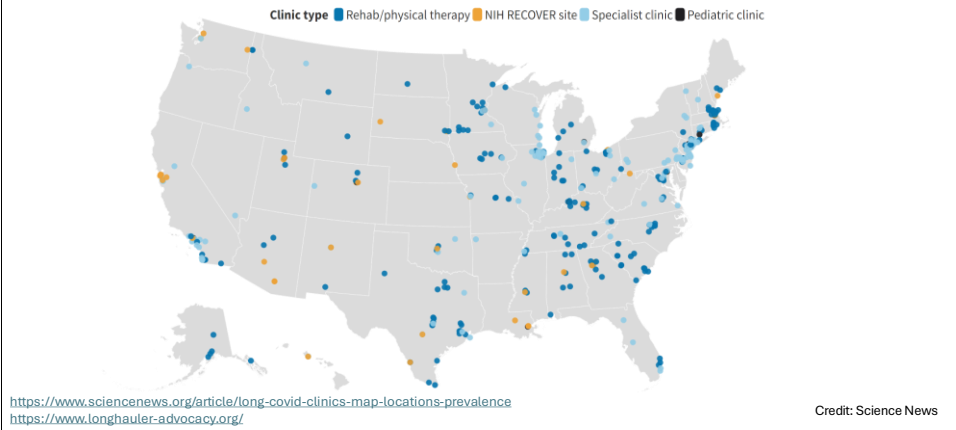 Clinic type Rehab/physical therapy NIH RECOVER site Specialist clinic Pediatric clinic
https://www.sciencenews.org/article/long-covid-clinics-map-locations-prevalence
https://www.longhauler-advocacy.org/
Credit: Science News